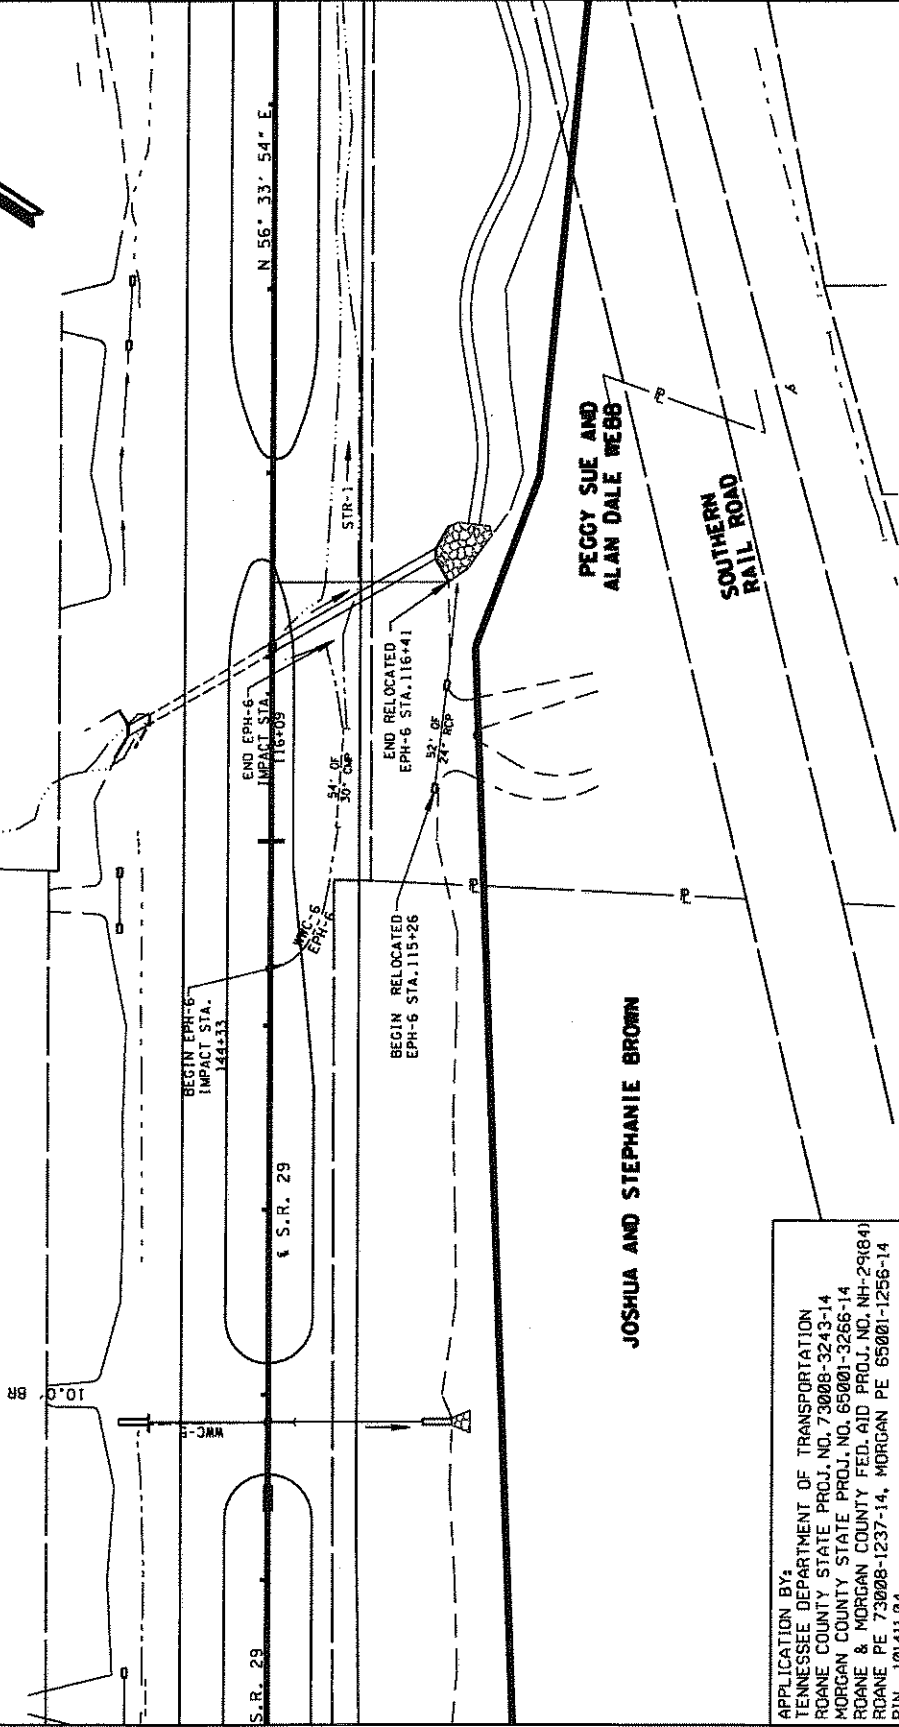 N 56° 33' 54" E
STR-1
PEGGY SUE AND
ALAN DALE WEBB
SOUTHERN
RAIL ROAD
END EPH-6
IMPACT STA.
116+09
END RELOCATED
EPH-6 STA.116+41
54' OF
30" CMP
52' OF
24" RCP
WWC-6
EPH-6
BEGIN EPH-6
IMPACT STA.
144+33
BEGIN RELOCATED
EPH-6 STA.115+26
JOSHUA AND STEPHANIE BROWN
℄ S.R. 29
10.0' BR
WWC-5
S.R. 29
APPLICATION BY:
TENNESSEE DEPARTMENT OF TRANSPORTATION
ROANE COUNTY STATE PROJ. NO. 73008-3243-14
MORGAN COUNTY STATE PROJ. NO. 65001-3266-14
ROANE & MORGAN COUNTY FED. AID PROJ. NO. NH-29(84)
ROANE PE 73008-1237-14, MORGAN PE 65001-1256-14
PIN 101411.04